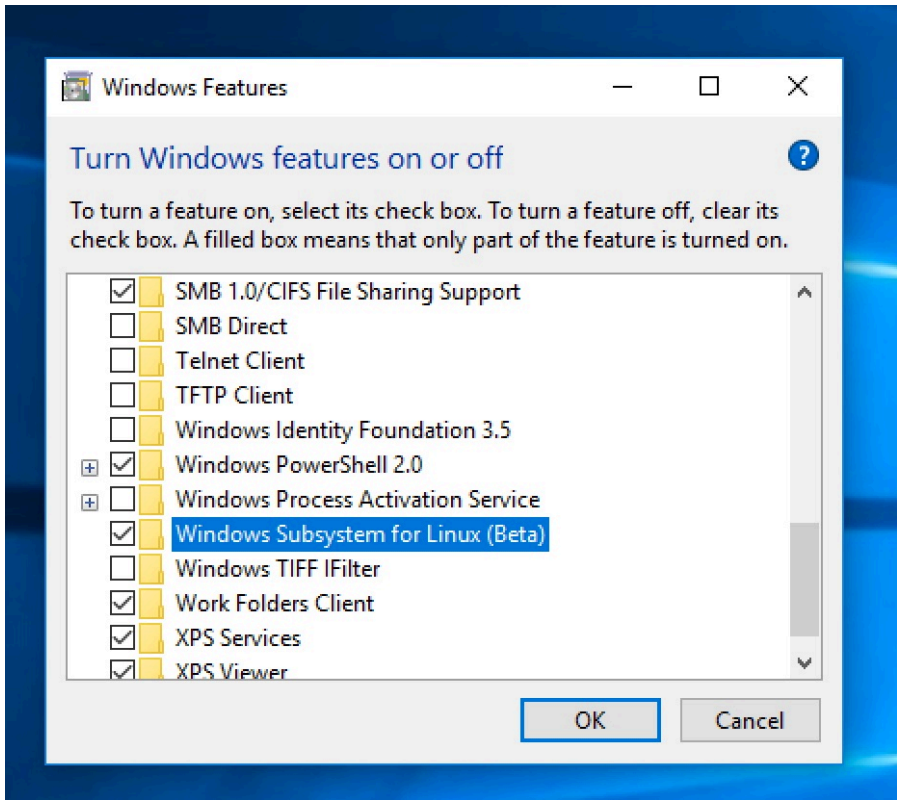 Windows Features
Turn Windows features on or off
?
To turn a feature on, select its check box. To turn a feature off, clear its
check box. A filled box means that only part of the feature is turned on.
SMB 1.0/CIFS File Sharing Support
SMB Direct
Telnet Client
TFTP Client
Windows Identity Foundation 3.5
Windows PowerShell 2.0
Windows Process Activation Service
Windows Subsystem for Linux (Beta)
Windows TIFF IFilter
Work Folders Client
XPS Services
XPS Viewer
OK
Cancel